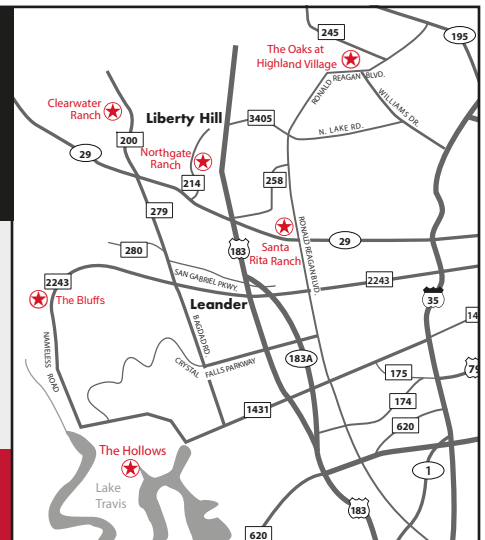 245
195
The Oaks at
Highland Village
RONALD REAGAN BLVD.
WILLIAMS DR.
Clearwater
Ranch
Liberty Hill
3405
N. LAKE RD.
200
29
Northgate
Ranch
214
258
279
RONALD REAGAN BLVD.
Santa
Rita Ranch
29
183
280
SAN GABRIEL PKWY.
2243
2243
The Bluffs
Leander
35
BAGDAD RD.
NAMELESS ROAD
CRYSTAL FALLS PARKWAY
183A
175
174
1431
620
The Hollows
Lake
Travis
1
183
620